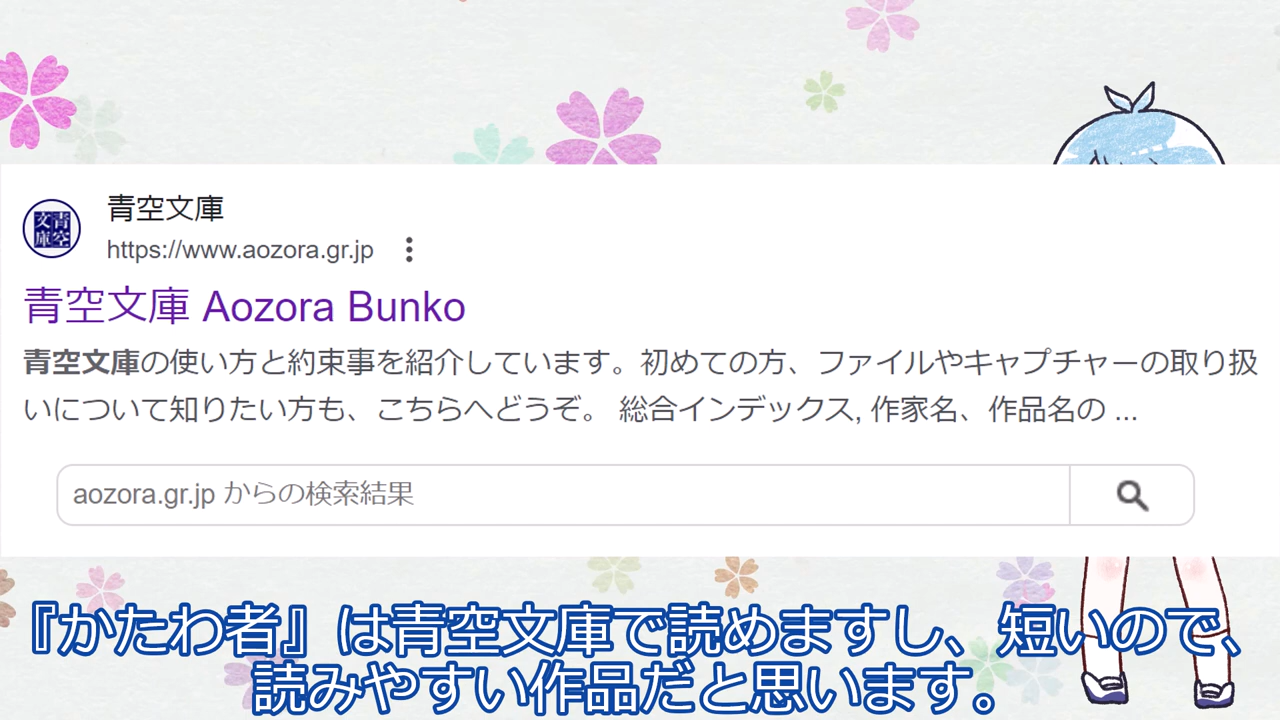 青空文庫
青空文庫
https://www.aozora.gr.jp
青空文庫 Aozora Bunko
青空文庫の使い方と約束事を紹介しています。初めての方、ファイルやキャプチャーの取り扱
いについて知りたい方も、こちらへどうぞ。 総合インデックス, 作家名、作品名の ...
aozora.gr.jp からの検索結果
『かたわ者』は青空文庫で読めますし、短いので、
読みやすい作品だと思います。